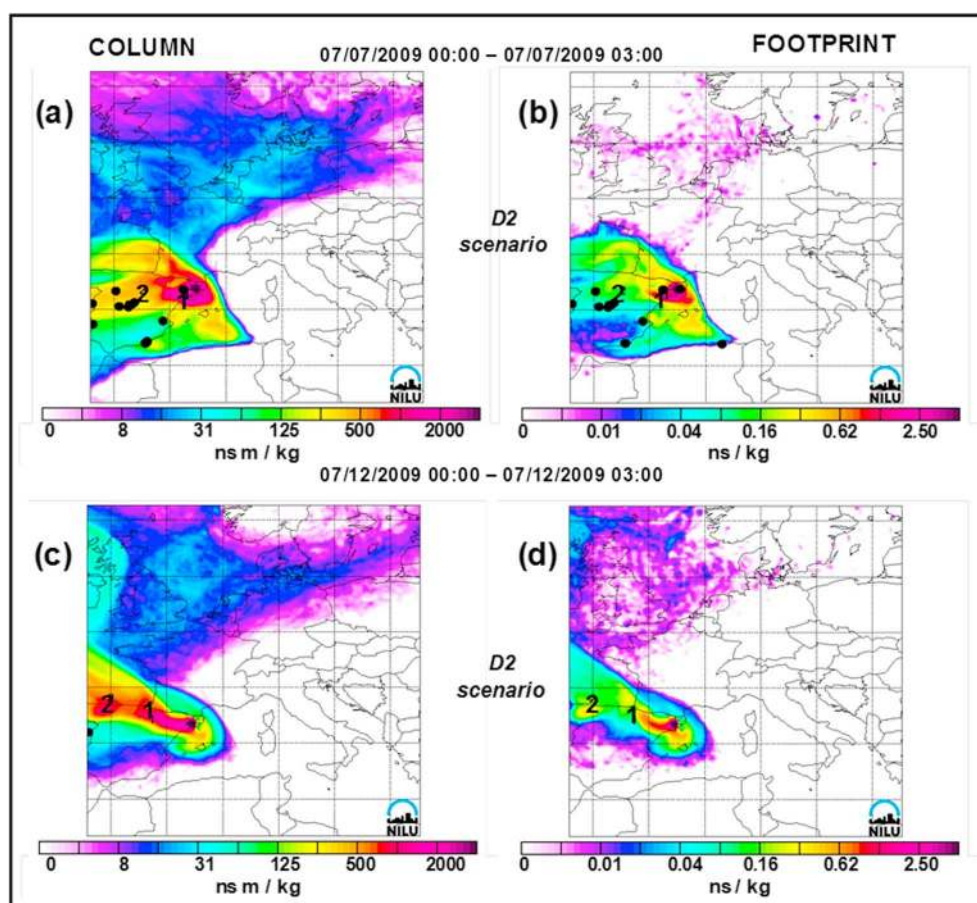 COLUMN
07/07/2009 00:00 – 07/07/2009 03:00
FOOTPRINT
(a)
(b)
D2
scenario
2
1
2
1
NILU
NILU
0 8 31 125 500 2000
ns m / kg
0 0.01 0.04 0.16 0.62 2.50
ns / kg
07/12/2009 00:00 – 07/12/2009 03:00
(c)
(d)
D2
scenario
2
1
2
1
NILU
NILU
0 8 31 125 500 2000
ns m / kg
0 0.01 0.04 0.16 0.62 2.50
ns / kg